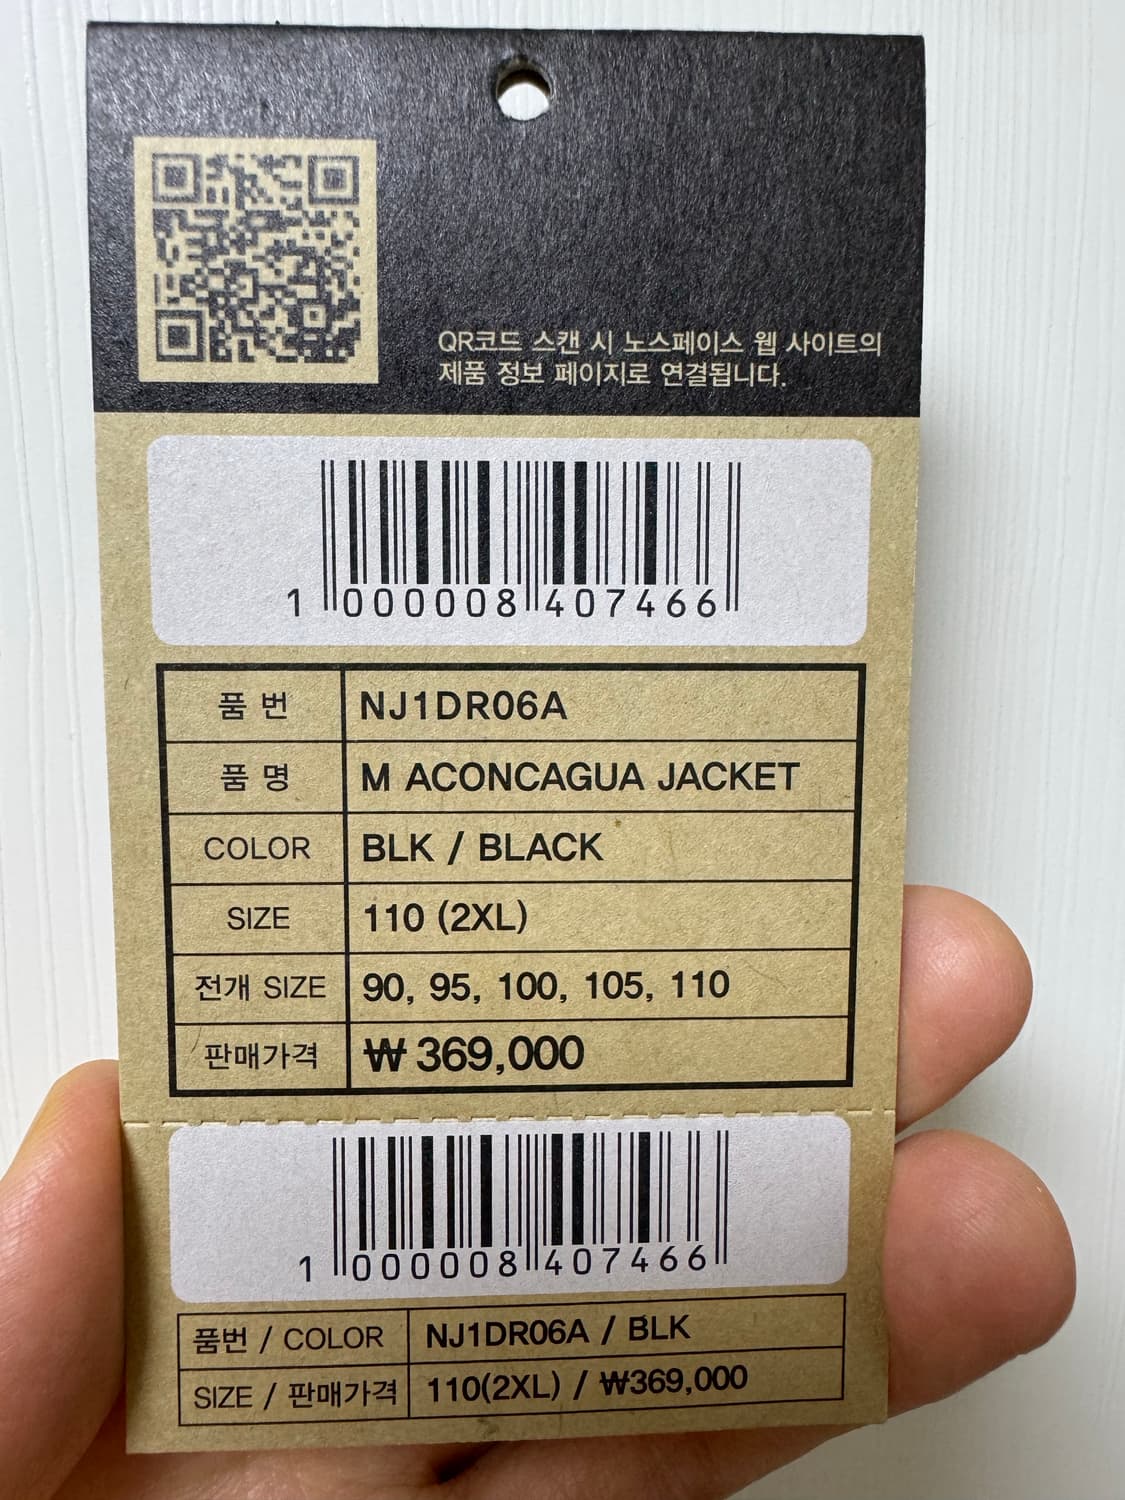 QR코드 스캔 시 노스페이스 웹 사이트의
제품 정보 페이지로 연결됩니다.
1 000008 407466
품 번 NJ1DR06A
품 명 M ACONCAGUA JACKET
COLOR BLK / BLACK
SIZE 110 (2XL)
전개 SIZE 90, 95, 100, 105, 110
판매가격 ₩ 369,000
1 000008 407466
품번 / COLOR NJ1DR06A / BLK
SIZE / 판매가격 110(2XL) / ₩369,000